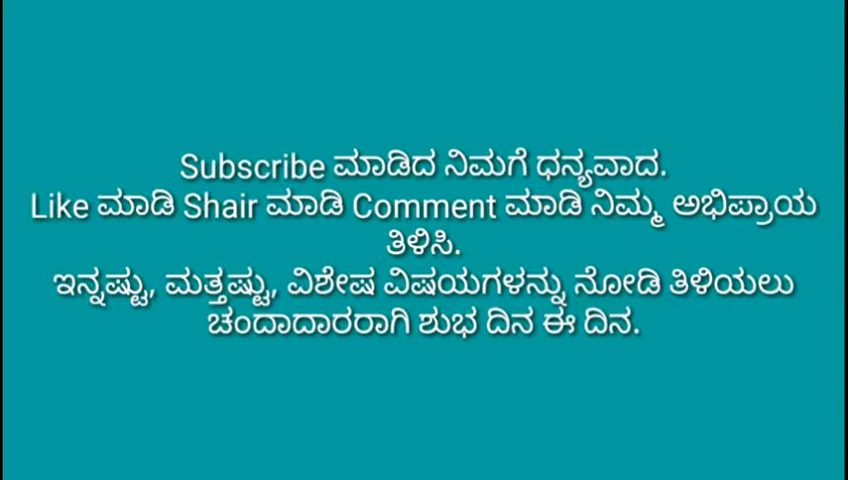 Subscribe ಮಾಡಿದ ನಿಮಗೆ ಧನ್ಯವಾದ.
Like ಮಾಡಿ Shair ಮಾಡಿ Comment ಮಾಡಿ ನಿಮ್ಮ ಅಭಿಪ್ರಾಯ
ತಿಳಿಸಿ.
ಇನ್ನಷ್ಟು, ಮತ್ತಷ್ಟು, ವಿಶೇಷ ವಿಷಯಗಳನ್ನು ನೋಡಿ ತಿಳಿಯಲು
ಚಂದಾದಾರರಾಗಿ ಶುಭ ದಿನ ಈ ದಿನ.